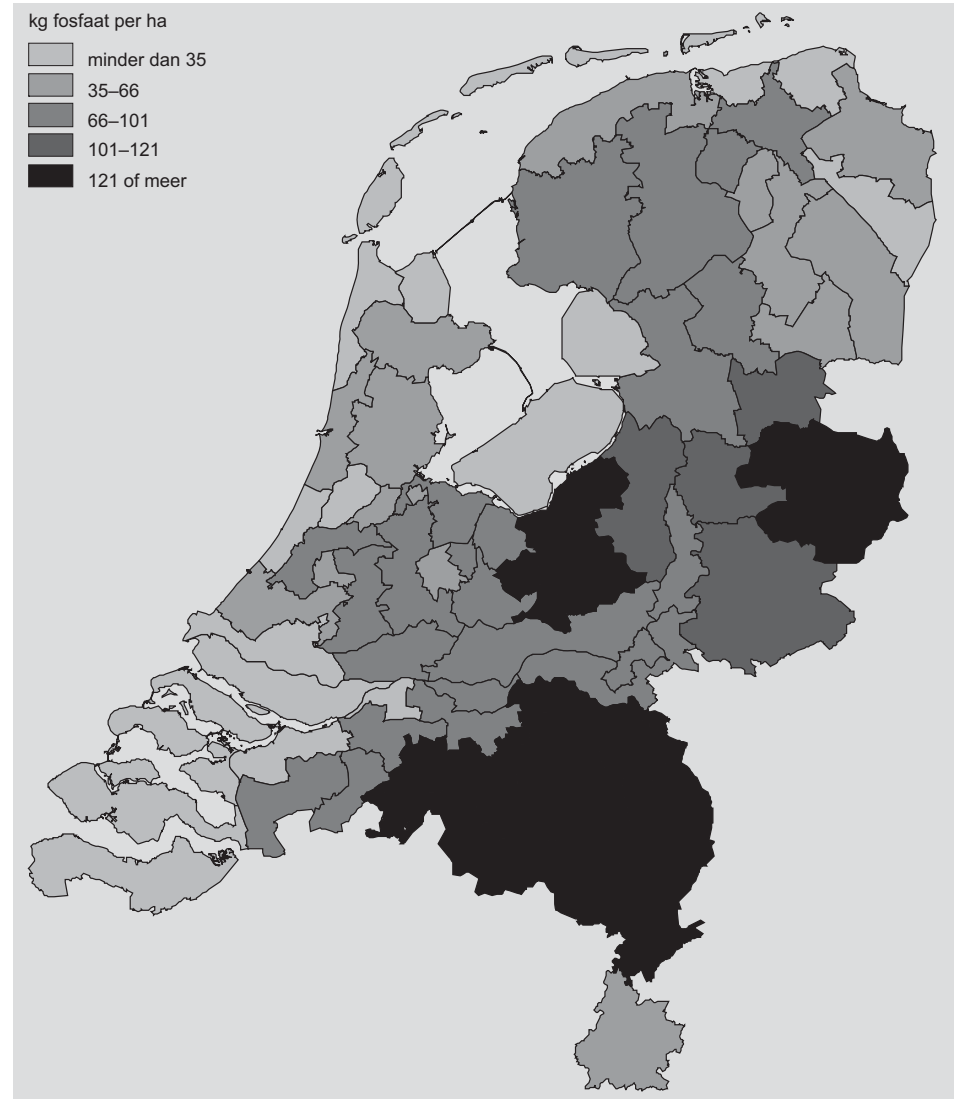 kg fosfaat per ha
minder dan 35
35–66
66–101
101–121
121 of meer